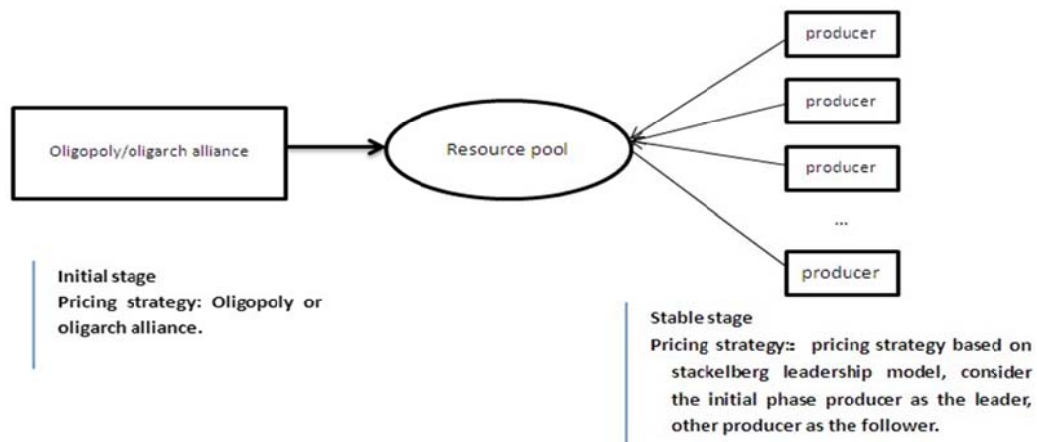 producer
producer
Oligopoly/oligarch alliance
Resource pool
producer
...
producer
Initial stage
Pricing strategy: Oligopoly or
oligarch alliance.
Stable stage
Pricing strategy:: pricing strategy based on
stackelberg leadership model, consider
the initial phase producer as the leader,
other producer as the follower.